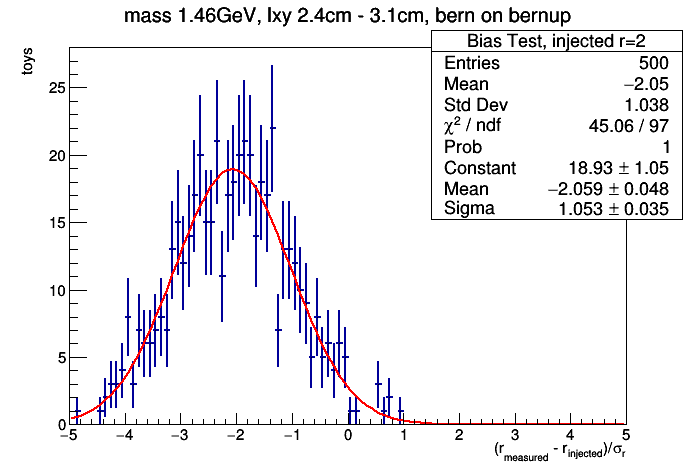 mass 1.46GeV, lxy 2.4cm - 3.1cm, bern on bernup
Bias Test, injected r=2
Entries 500
Mean −2.05
Std Dev 1.038
χ² / ndf 45.06 / 97
Prob 1
Constant 18.93 ± 1.05
Mean −2.059 ± 0.048
Sigma 1.053 ± 0.035
toys
25
20
15
10
5
0
−5 −4 −3 −2 −1 0 1 2 3 4 5
(r_measured - r_injected)/σ_r